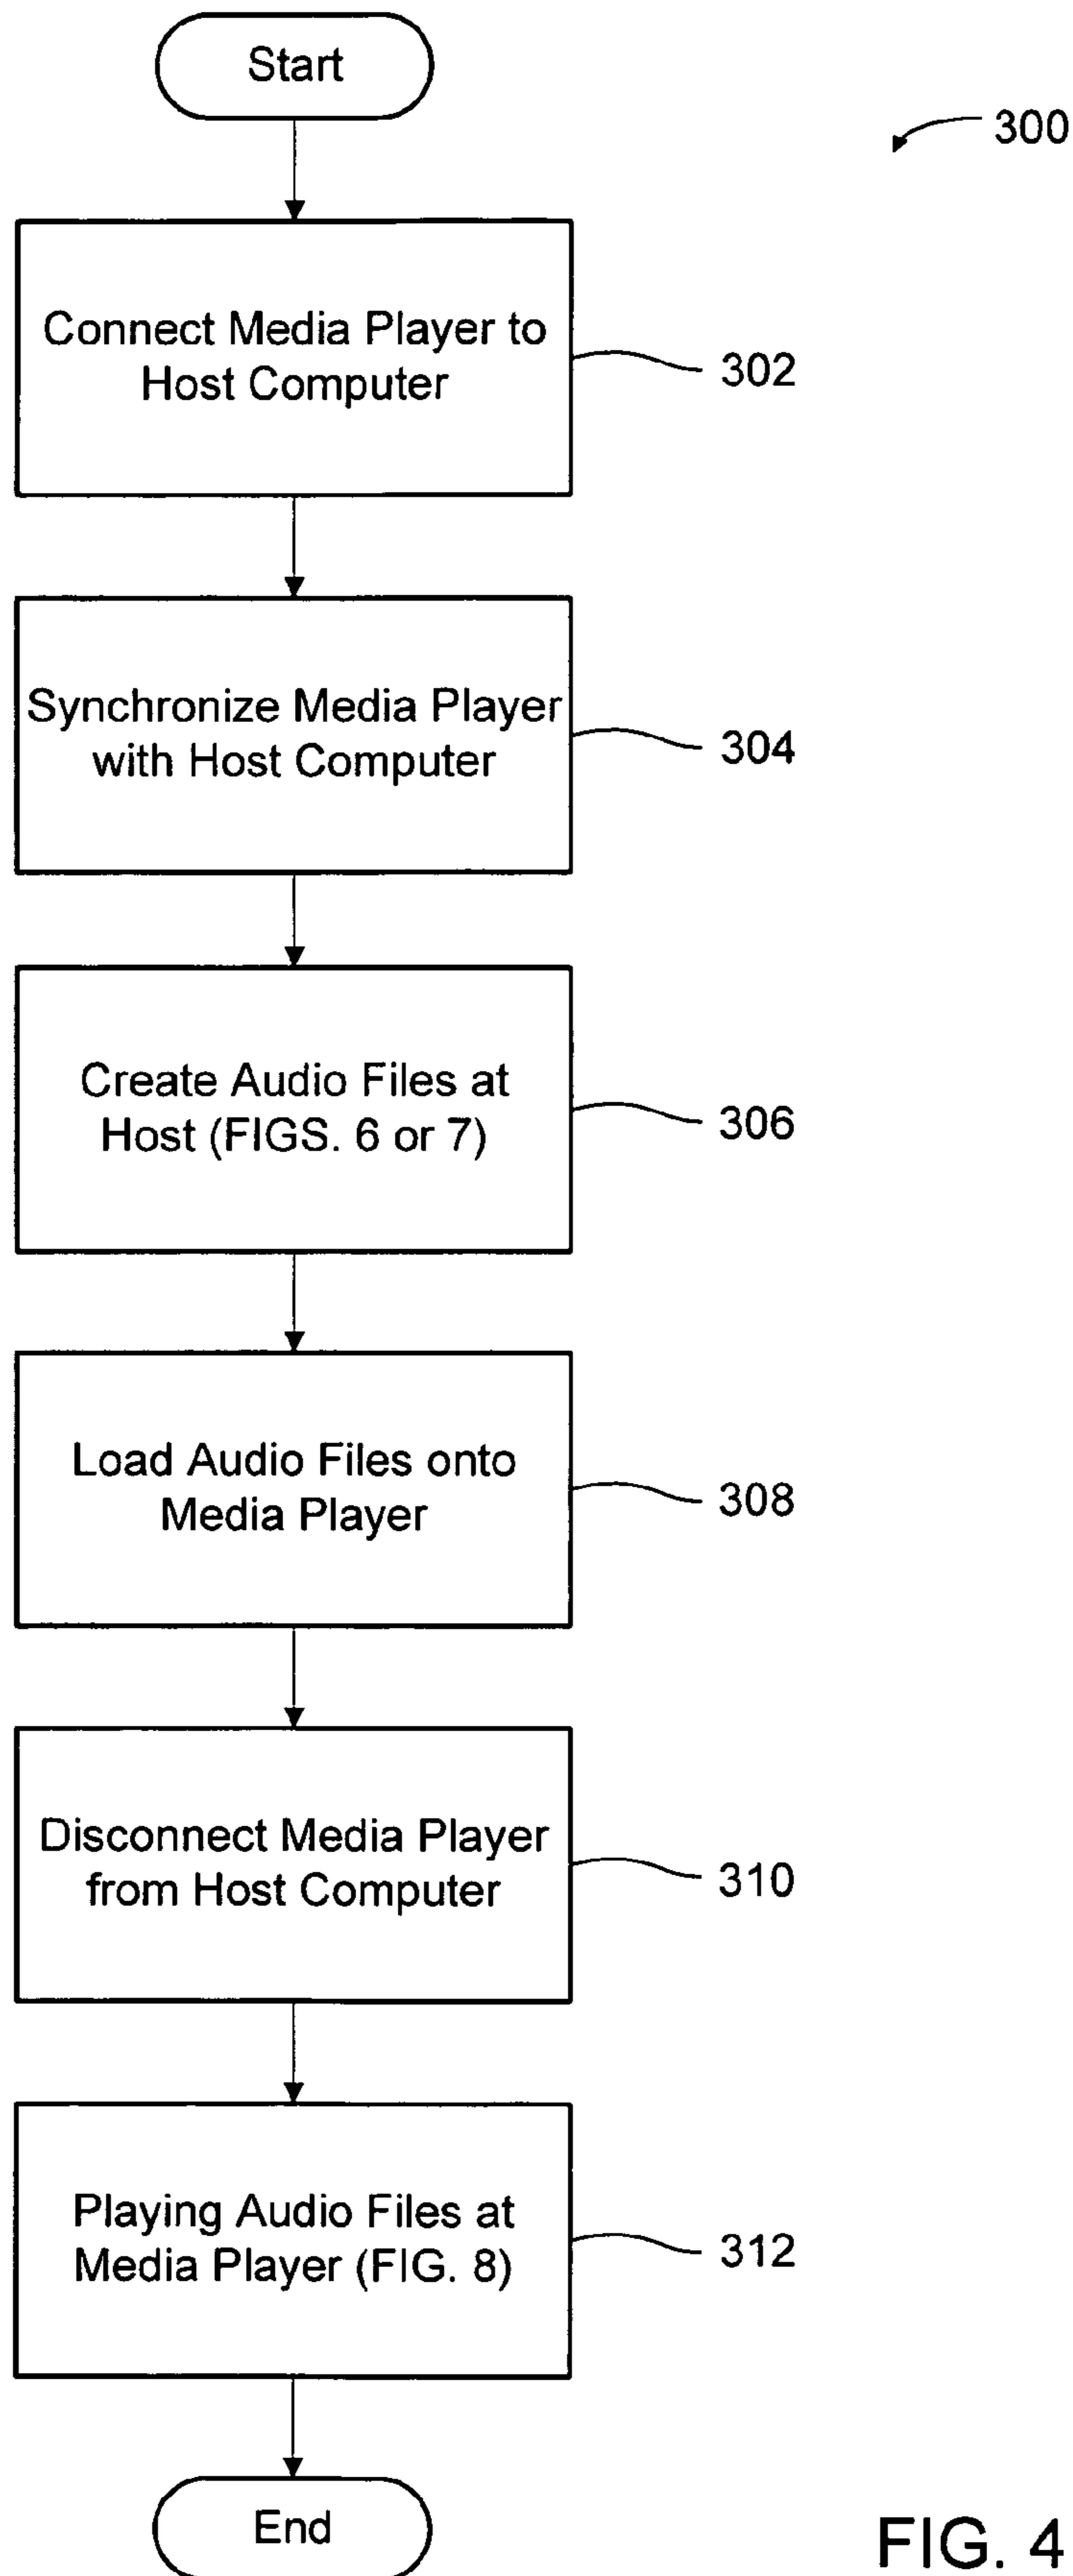 Start
300
Connect Media Player to
Host Computer
302
Synchronize Media Player
with Host Computer
304
Create Audio Files at
Host (FIGS. 6 or 7)
306
Load Audio Files onto
Media Player
308
Disconnect Media Player
from Host Computer
310
Playing Audio Files at
Media Player (FIG. 8)
312
End
FIG. 4